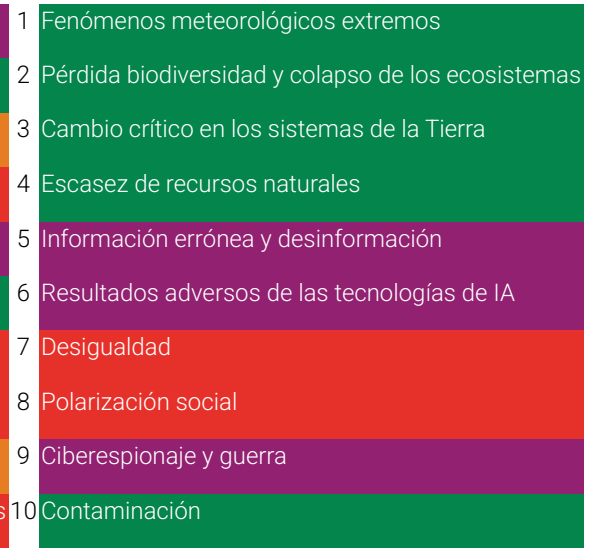 1 Fenómenos meteorológicos extremos
2 Pérdida biodiversidad y colapso de los ecosistemas
3 Cambio crítico en los sistemas de la Tierra
4 Escasez de recursos naturales
5 Información errónea y desinformación
6 Resultados adversos de las tecnologías de IA
7 Desigualdad
8 Polarización social
9 Ciberespionaje y guerra
s 10 Contaminación